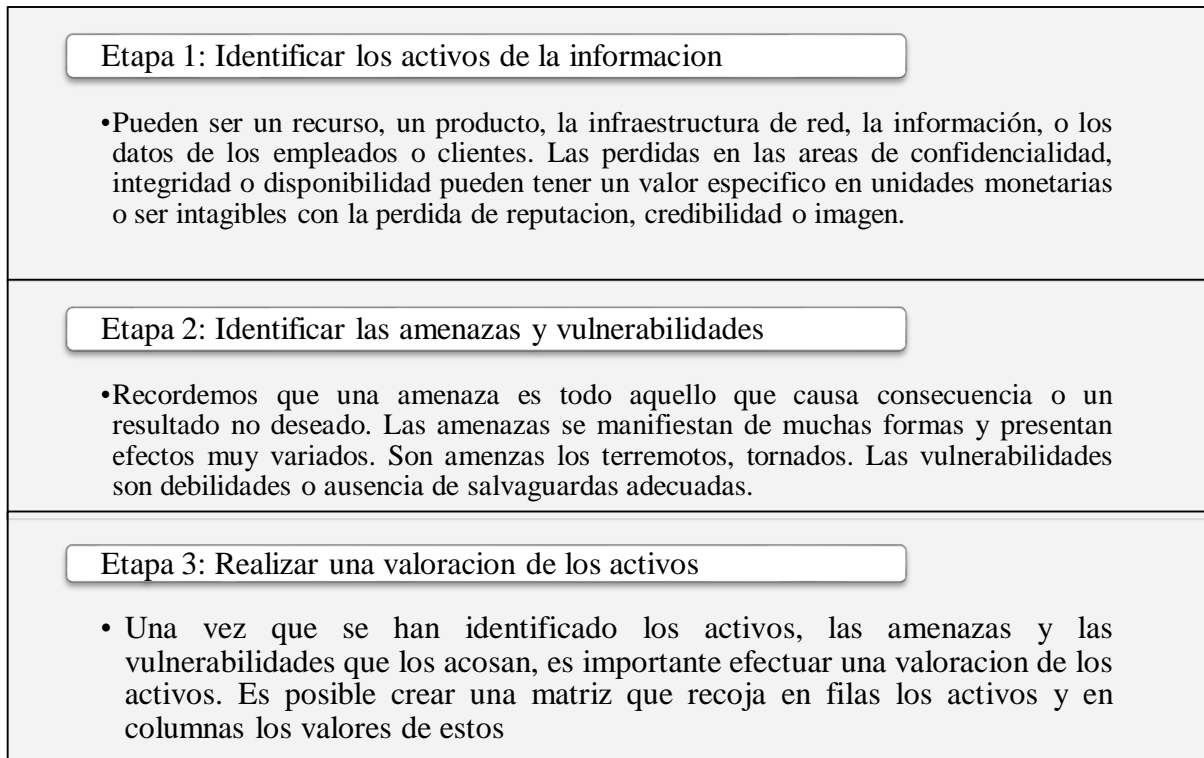 Etapa 1: Identificar los activos de la informacion
•Pueden ser un recurso, un producto, la infraestructura de red, la información, o los
datos de los empleados o clientes. Las perdidas en las areas de confidencialidad,
integridad o disponibilidad pueden tener un valor especifico en unidades monetarias
o ser intagibles con la perdida de reputacion, credibilidad o imagen.
Etapa 2: Identificar las amenazas y vulnerabilidades
•Recordemos que una amenaza es todo aquello que causa consecuencia o un
resultado no deseado. Las amenazas se manifiestan de muchas formas y presentan
efectos muy variados. Son amenzas los terremotos, tornados. Las vulnerabilidades
son debilidades o ausencia de salvaguardas adecuadas.
Etapa 3: Realizar una valoracion de los activos
• Una vez que se han identificado los activos, las amenazas y las
vulnerabilidades que los acosan, es importante efectuar una valoracion de los
activos. Es posible crear una matriz que recoja en filas los activos y en
columnas los valores de estos